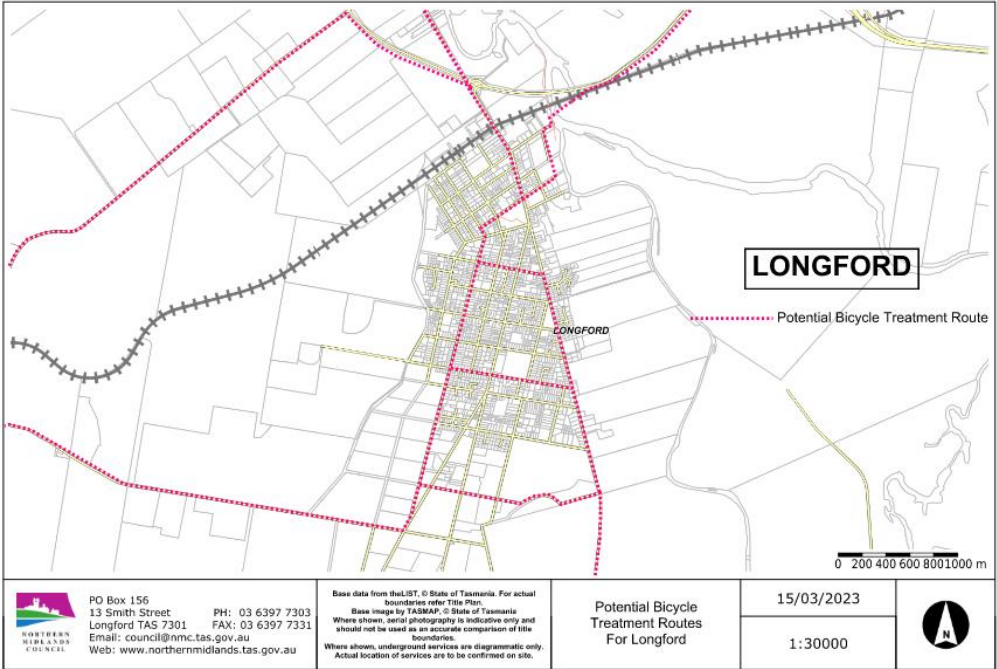 LONGFORD
Potential Bicycle Treatment Route
LONGFORD
0 200 400 600 800 1000 m
NORTHERN
MIDLANDS
COUNCIL
PO Box 156
13 Smith Street PH: 03 6397 7303
Longford TAS 7301 FAX: 03 6397 7331
Email: council@nmc.tas.gov.au
Web: www.northernmidlands.tas.gov.au
Base data from theLIST, © State of Tasmania. For actual
boundaries refer Title Plan.
Base image by TASMAP, © State of Tasmania
Where shown, aerial photography is indicative only and
should not be used as an accurate comparison of title
boundaries.
Where shown, underground services are diagrammatic only.
Actual location of services are to be confirmed on site.
Potential Bicycle
Treatment Routes
For Longford
15/03/2023
1:30000
N